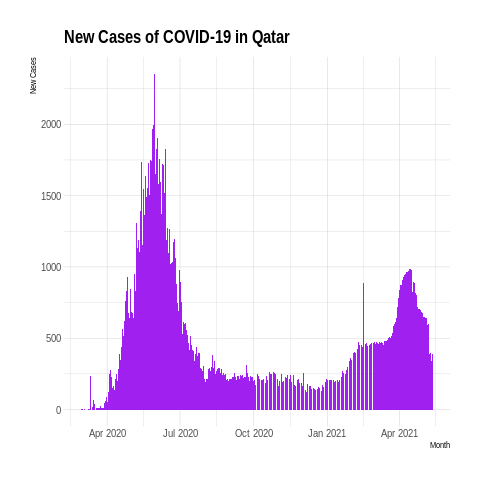 New Cases of COVID-19 in Qatar
New Cases
2000
1500
1000
500
0
Apr 2020 Jul 2020 Oct 2020 Jan 2021 Apr 2021
Month